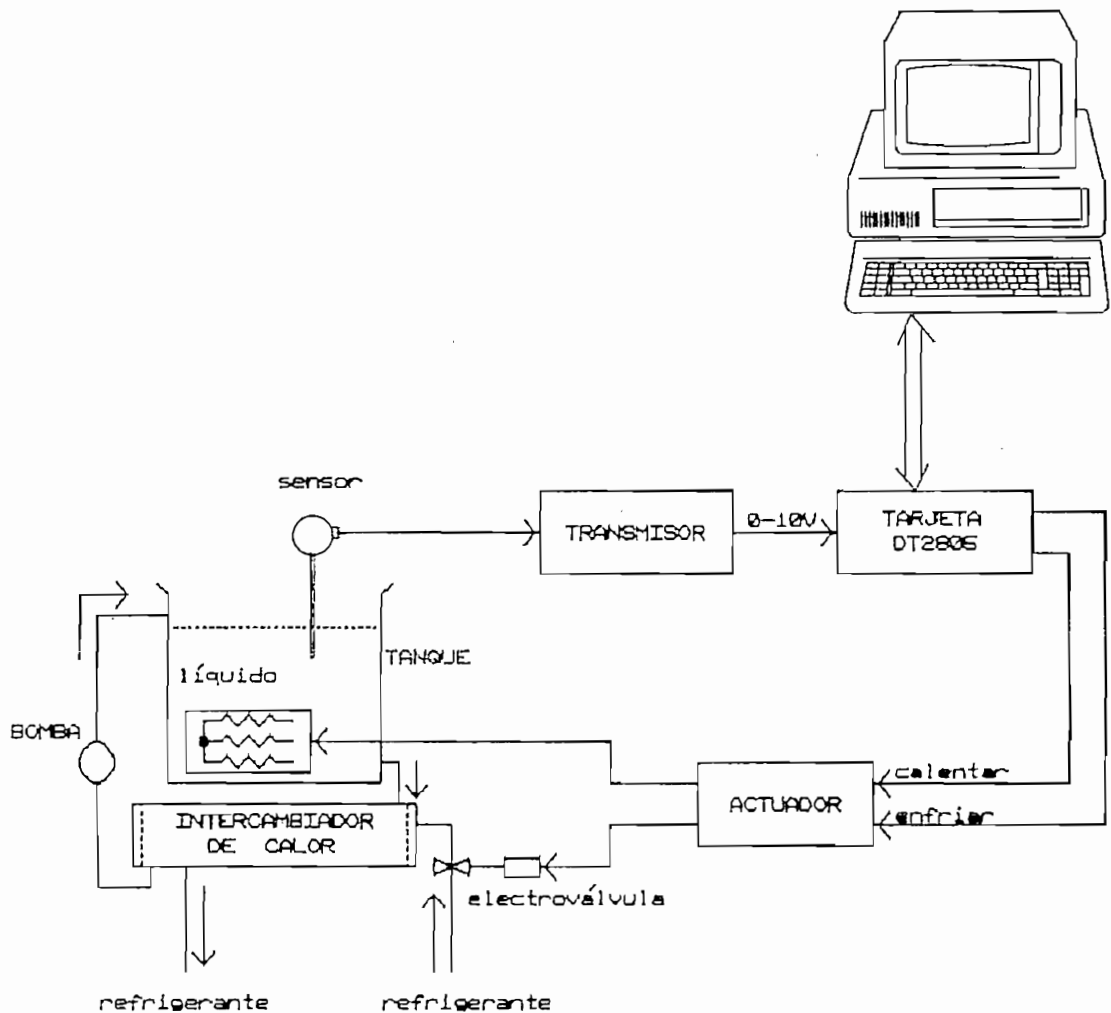 sensor
TRANSMISOR
0-10V
TARJETA
DT2806
líquido
TANQUE
BOMBA
calentar
ACTUADOR
enfriar
INTERCAMBIADOR
DE CALOR
electroválvula
refrigerante
refrigerante